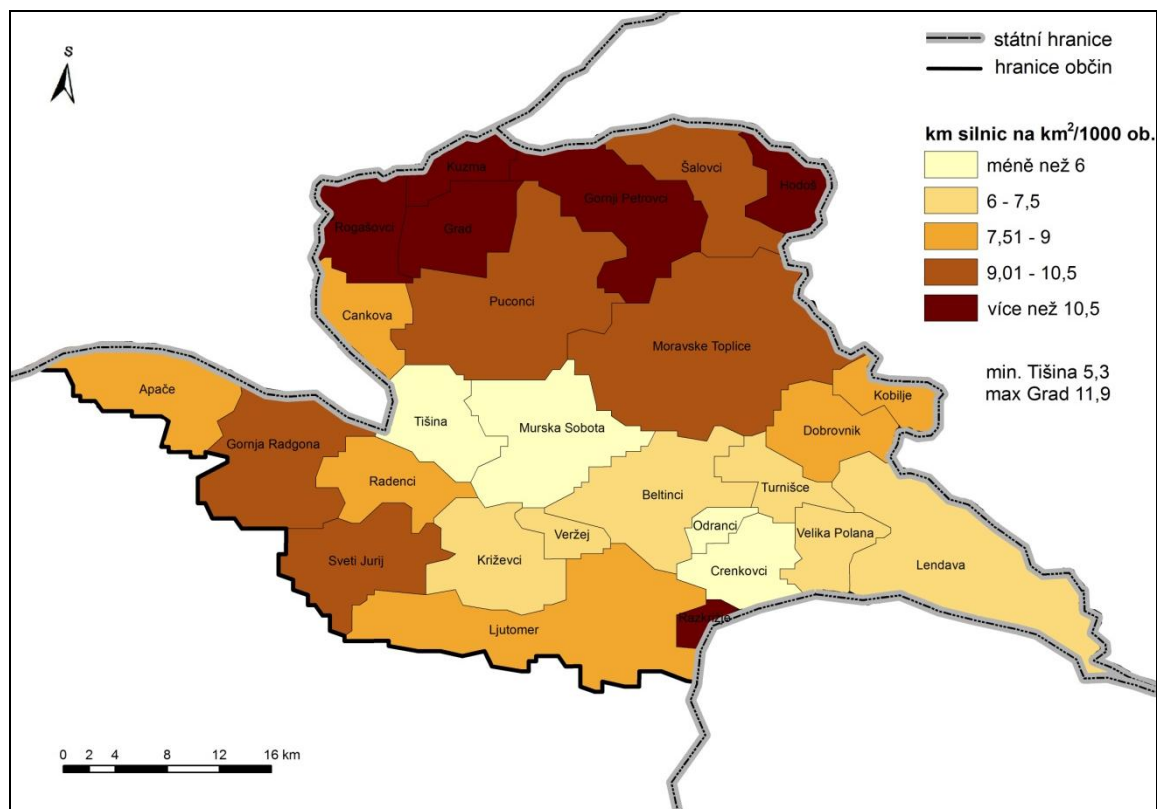 S
státní hranice
hranice občin
km silnic na km²/1000 ob.
méně než 6
6 - 7,5
7,51 - 9
9,01 - 10,5
více než 10,5
min. Tišina 5,3
max Grad 11,9
Kuzma
Šalovci
Hodoš
Gornji Petrovci
Rogašovci
Grad
Puconci
Cankova
Moravske Toplice
Apače
Kobilje
Tišina
Murska Sobota
Dobrovnik
Gornja Radgona
Radenci
Beltinci
Turnišce
Odranci
Veržej
Velika Polana
Sveti Jurij
Križevci
Crenkovci
Lendava
Razkrižje
Ljutomer
0 2 4 8 12 16 km